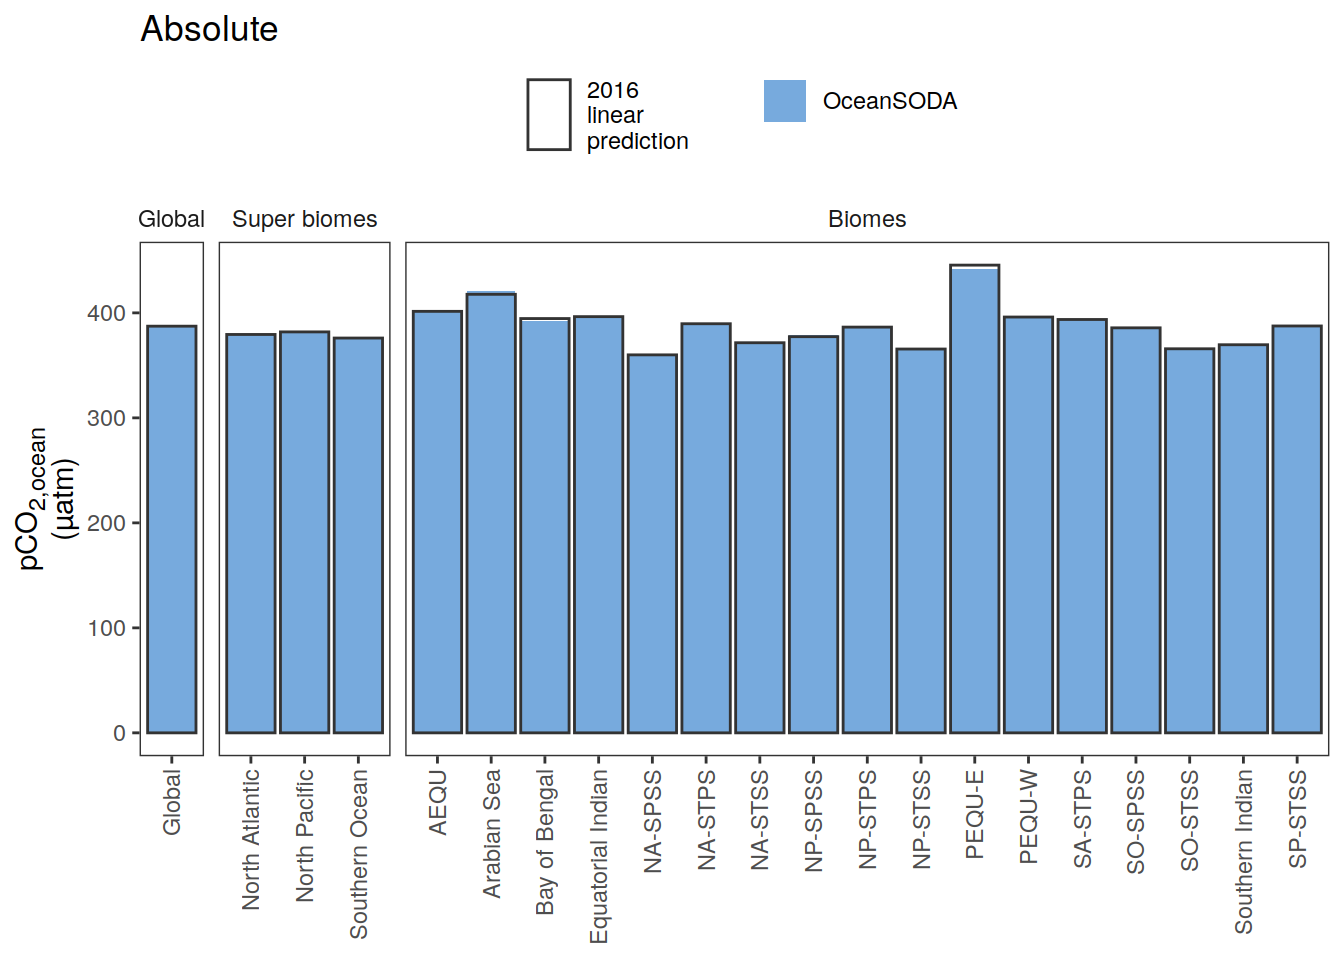 Absolute
2016
linear
prediction
OceanSODA
Global
Super biomes
Biomes
pCO2,ocean
(µatm)
400
300
200
100
0
Global
North Atlantic
North Pacific
Southern Ocean
AEQU
Arabian Sea
Bay of Bengal
Equatorial Indian
NA-SPSS
NA-STPS
NA-STSS
NP-SPSS
NP-STPS
NP-STSS
PEQU-E
PEQU-W
SA-STPS
SO-SPSS
SO-STSS
Southern Indian
SP-STSS